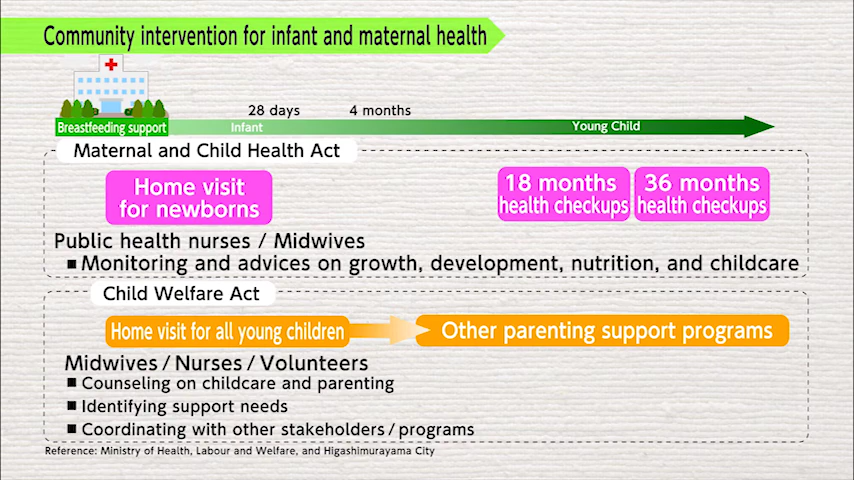 Community intervention for infant and maternal health
28 days 4 months
Breastfeeding support Infant Young Child
Maternal and Child Health Act
Home visit
for newborns
18 months
health checkups
36 months
health checkups
Public health nurses / Midwives
■ Monitoring and advices on growth, development, nutrition, and childcare
Child Welfare Act
Home visit for all young children
Other parenting support programs
Midwives / Nurses / Volunteers
■ Counseling on childcare and parenting
■ Identifying support needs
■ Coordinating with other stakeholders / programs
Reference: Ministry of Health, Labour and Welfare, and Higashimurayama City